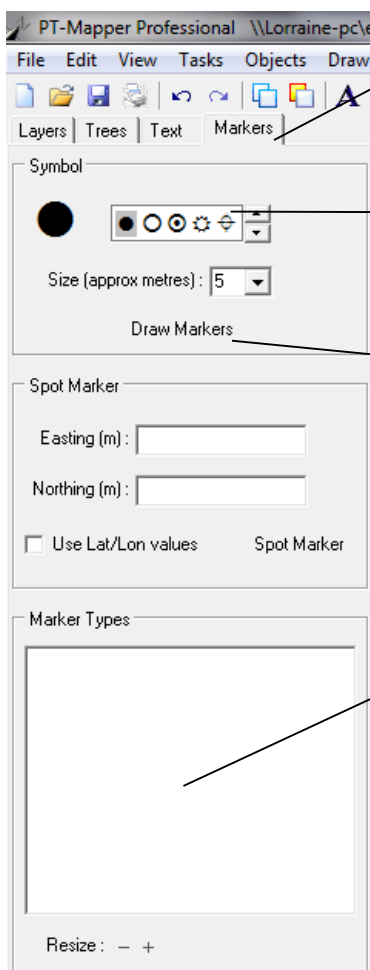 PT-Mapper Professional \\Lorraine-pc\e
File Edit View Tasks Objects Draw
A
Layers Trees Text Markers
Symbol
Size (approx metres) : 5
Draw Markers
Spot Marker
Easting (m) :
Northing (m) :
Use Lat/Lon values Spot Marker
Marker Types
Resize : − +